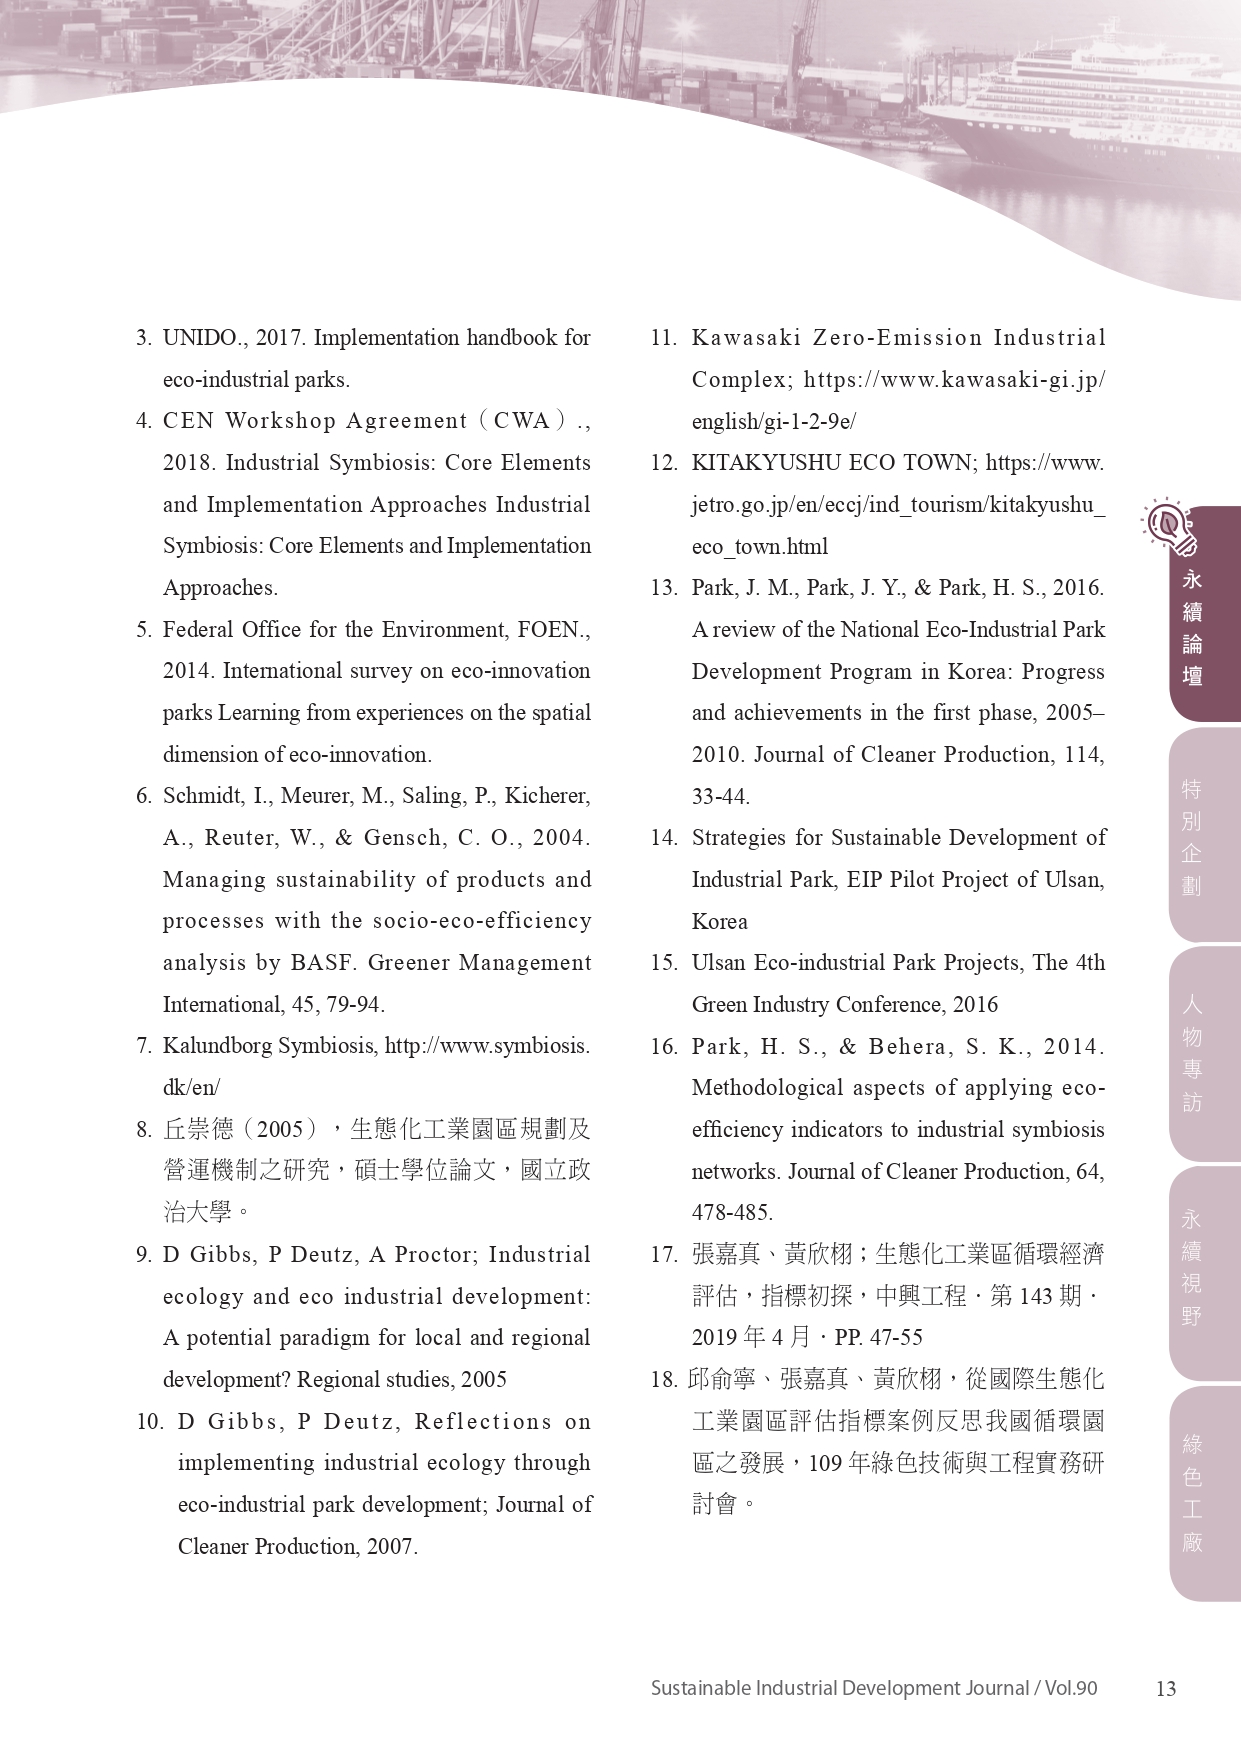 3. UNIDO., 2017. Implementation handbook for
eco-industrial parks.
4. CEN Workshop Agreement（CWA）.,
2018. Industrial Symbiosis: Core Elements
and Implementation Approaches Industrial
Symbiosis: Core Elements and Implementation
Approaches.
5. Federal Office for the Environment, FOEN.,
2014. International survey on eco-innovation
parks Learning from experiences on the spatial
dimension of eco-innovation.
6. Schmidt, I., Meurer, M., Saling, P., Kicherer,
A., Reuter, W., & Gensch, C. O., 2004.
Managing sustainability of products and
processes with the socio-eco-efficiency
analysis by BASF. Greener Management
International, 45, 79-94.
7. Kalundborg Symbiosis, http://www.symbiosis.
dk/en/
8. 丘崇德（2005），生態化工業園區規劃及
營運機制之研究，碩士學位論文，國立政
治大學。
9. D Gibbs, P Deutz, A Proctor; Industrial
ecology and eco industrial development:
A potential paradigm for local and regional
development? Regional studies, 2005
10. D Gibbs, P Deutz, Reflections on
implementing industrial ecology through
eco-industrial park development; Journal of
Cleaner Production, 2007.
11. Kawasaki Zero-Emission Industrial
Complex; https://www.kawasaki-gi.jp/
english/gi-1-2-9e/
12. KITAKYUSHU ECO TOWN; https://www.
jetro.go.jp/en/eccj/ind_tourism/kitakyushu_
eco_town.html
13. Park, J. M., Park, J. Y., & Park, H. S., 2016.
A review of the National Eco-Industrial Park
Development Program in Korea: Progress
and achievements in the first phase, 2005–
2010. Journal of Cleaner Production, 114,
33-44.
14. Strategies for Sustainable Development of
Industrial Park, EIP Pilot Project of Ulsan,
Korea
15. Ulsan Eco-industrial Park Projects, The 4th
Green Industry Conference, 2016
16. Park, H. S., & Behera, S. K., 2014.
Methodological aspects of applying eco-
efficiency indicators to industrial symbiosis
networks. Journal of Cleaner Production, 64,
478-485.
17. 張嘉真、黃欣栩；生態化工業區循環經濟
評估，指標初探，中興工程．第 143 期．
2019 年 4 月．PP. 47-55
18. 邱俞寧、張嘉真、黃欣栩，從國際生態化
工業園區評估指標案例反思我國循環園
區之發展，109 年綠色技術與工程實務研
討會。
永續論壇
特別企劃
人物專訪
永續視野
綠色工廠
Sustainable Industrial Development Journal / Vol.90
13